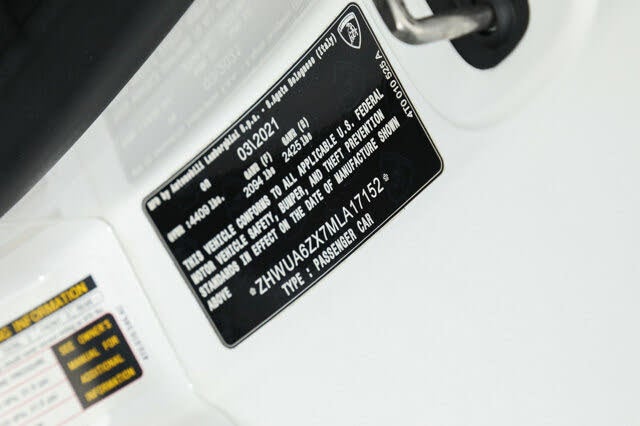 Mfg by Automobili Lamborghini S.p.A. - S.Agata Bolognese (Italy)
03\2021
GVWR :4409 lbs. GAWR (F) 2094 lbs GAWR (R) 2425 lbs
THIS VEHICLE CONFORMS TO ALL APPLICABLE U.S. FEDERAL
MOTOR VEHICLE SAFETY, BUMPER, AND THEFT PREVENTION
STANDARDS IN EFFECT ON THE DATE OF MANUFACTURE SHOWN
ABOVE
*ZHWUA6ZX7MLA17152*
TYPE : PASSENGER CAR
4T0 010 525 A
INFORMATION
SEE OWNER'S
MANUAL FOR
ADDITIONAL
INFORMATION